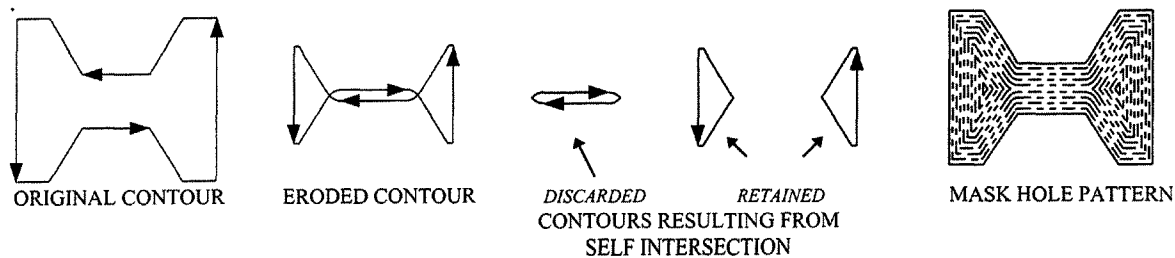 ORIGINAL CONTOUR
ERODED CONTOUR
DISCARDED
RETAINED
CONTOURS RESULTING FROM
SELF INTERSECTION
MASK HOLE PATTERN